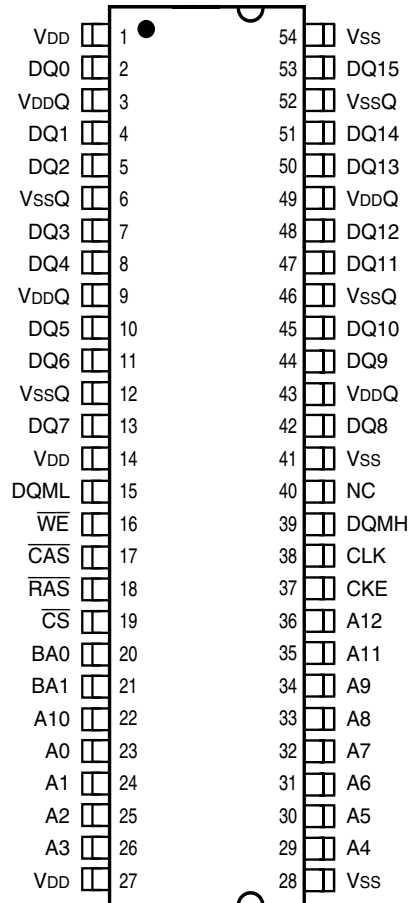 VDD 1 54 VSS
DQ0 2 53 DQ15
VDDQ 3 52 VSSQ
DQ1 4 51 DQ14
DQ2 5 50 DQ13
VSSQ 6 49 VDDQ
DQ3 7 48 DQ12
DQ4 8 47 DQ11
VDDQ 9 46 VSSQ
DQ5 10 45 DQ10
DQ6 11 44 DQ9
VSSQ 12 43 VDDQ
DQ7 13 42 DQ8
VDD 14 41 VSS
DQML 15 40 NC
WE 16 39 DQMH
CAS 17 38 CLK
RAS 18 37 CKE
CS 19 36 A12
BA0 20 35 A11
BA1 21 34 A9
A10 22 33 A8
A0 23 32 A7
A1 24 31 A6
A2 25 30 A5
A3 26 29 A4
VDD 27 28 VSS